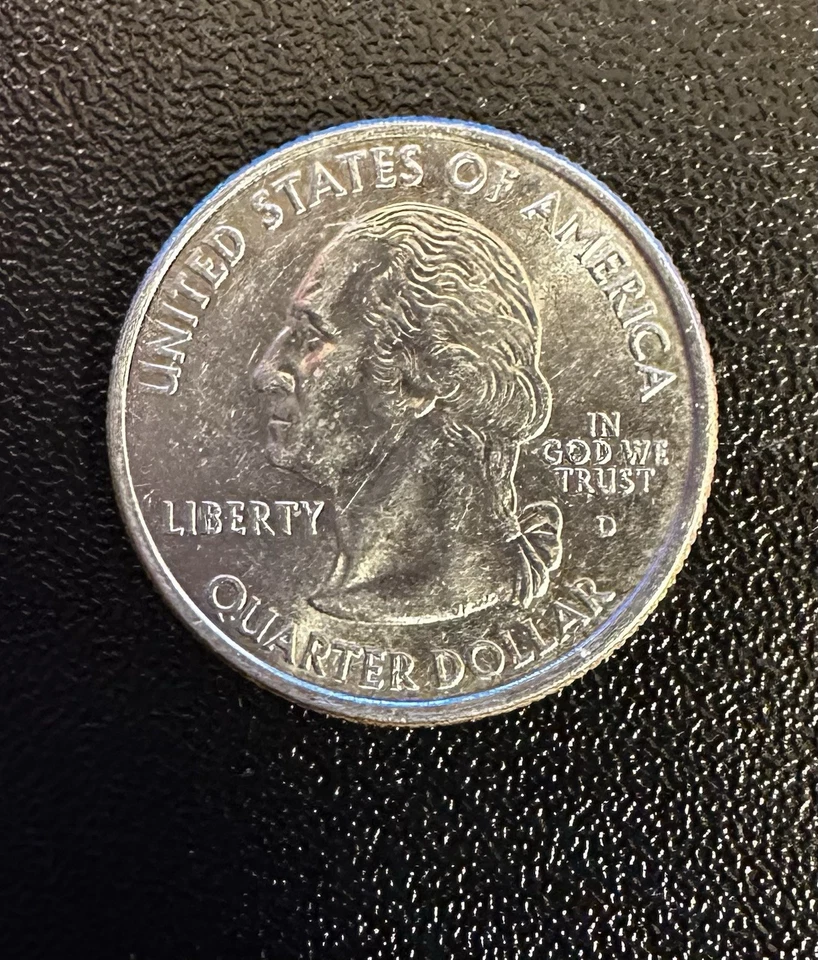 UNITED STATES OF AMERICA
LIBERTY
IN
GOD WE
TRUST
D
QUARTER DOLLAR